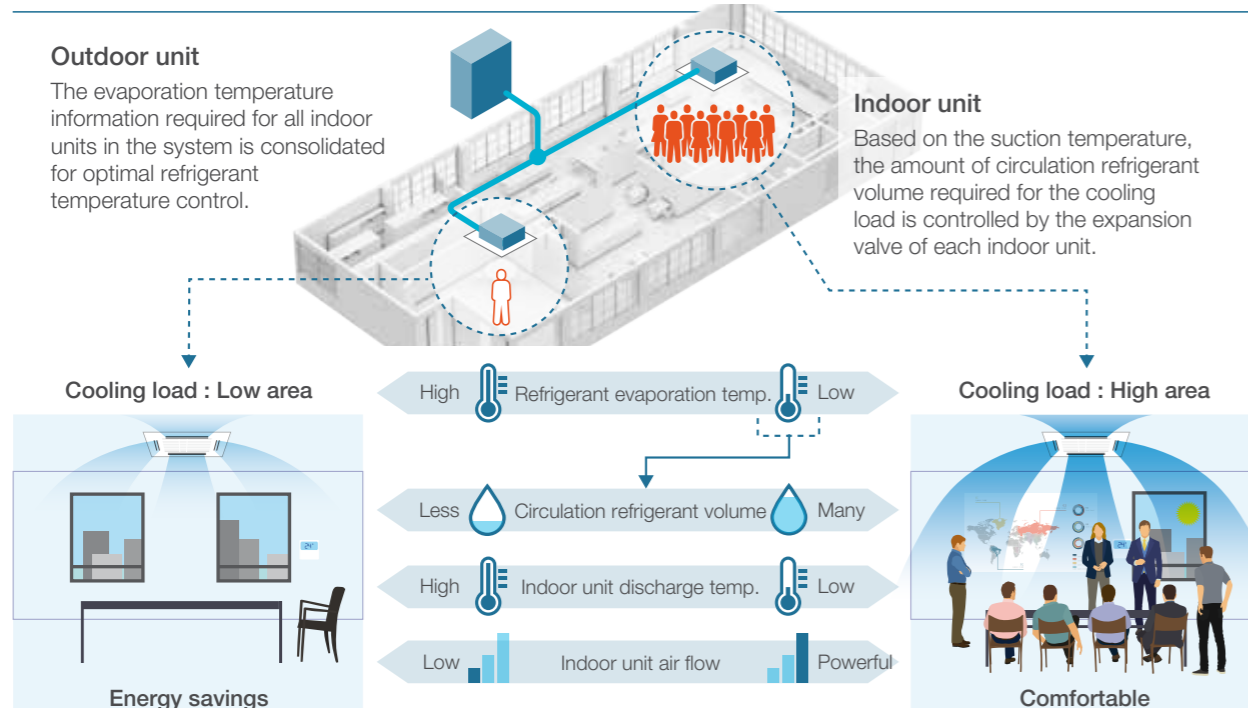 Outdoor unit
The evaporation temperature
information required for all indoor
units in the system is consolidated
for optimal refrigerant
temperature control.
Indoor unit
Based on the suction temperature,
the amount of circulation refrigerant
volume required for the cooling
load is controlled by the expansion
valve of each indoor unit.
Cooling load : Low area
High Refrigerant evaporation temp. Low
Cooling load : High area
Less Circulation refrigerant volume Many
High Indoor unit discharge temp. Low
Low Indoor unit air flow Powerful
Energy savings
Comfortable